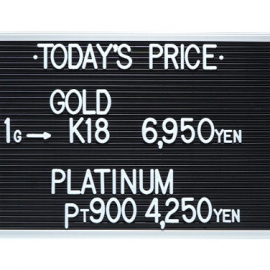 ·TODAY'S PRICE·
GOLD
1G→ K18 6,950YEN
PLATINUM
PT900 4,250YEN